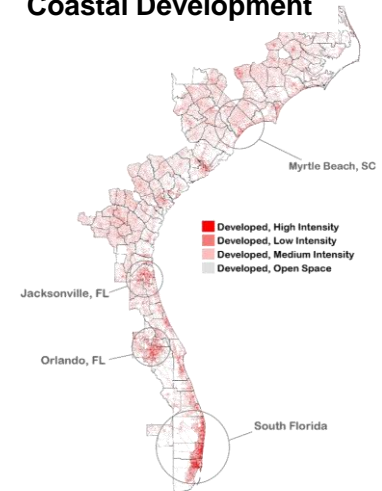 Coastal Development
Myrtle Beach, SC
Developed, High Intensity
Developed, Low Intensity
Developed, Medium Intensity
Developed, Open Space
Jacksonville, FL
Orlando, FL
South Florida